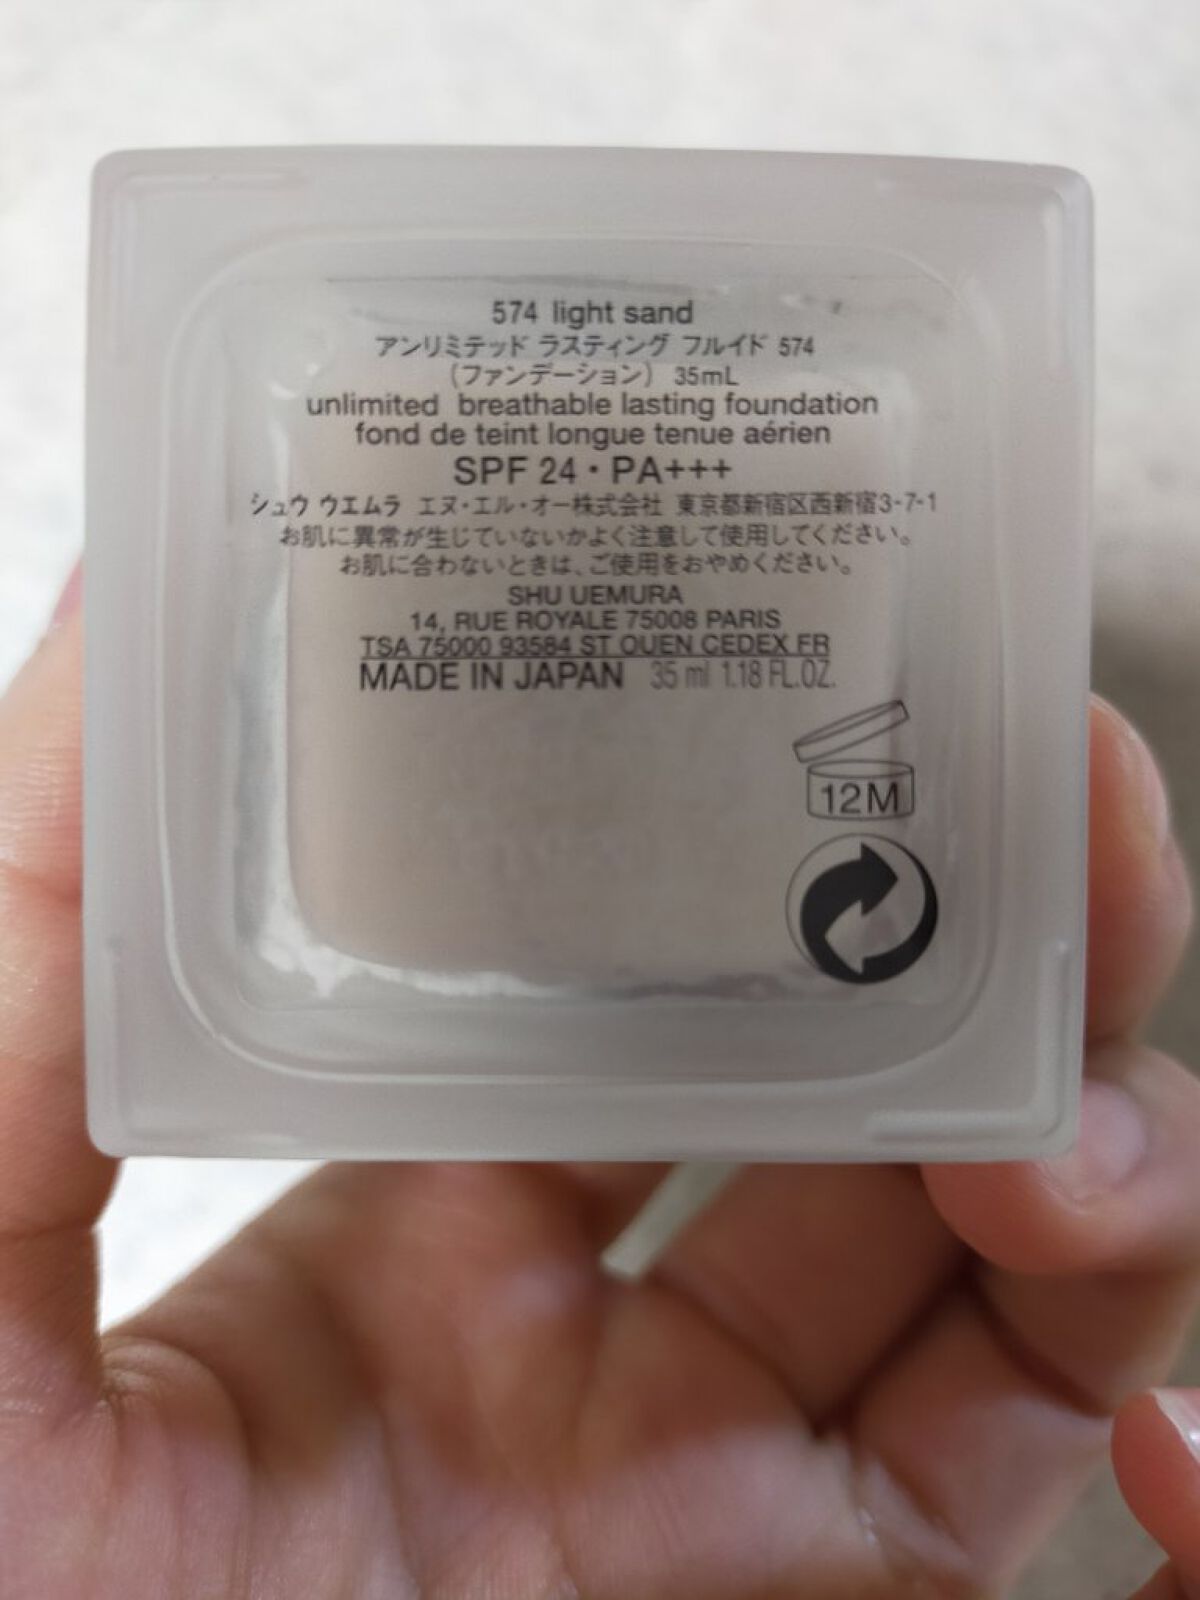 574 light sand
アンリミテッド ラスティング フルイド 574
(ファンデーション) 35mL
unlimited breathable lasting foundation
fond de teint longue tenue aérien
SPF 24・PA+++
シュウ ウエムラ エヌ・エル・オー株式会社 東京都新宿区西新宿3-7-1
お肌に異常が生じていないかよく注意して使用してください。
お肌に合わないときは、ご使用をおやめください。
SHU UEMURA
14, RUE ROYALE 75008 PARIS
TSA 75000 93584 ST OUEN CEDEX FR
MADE IN JAPAN 35 ml 1.18 FL.OZ.
12M